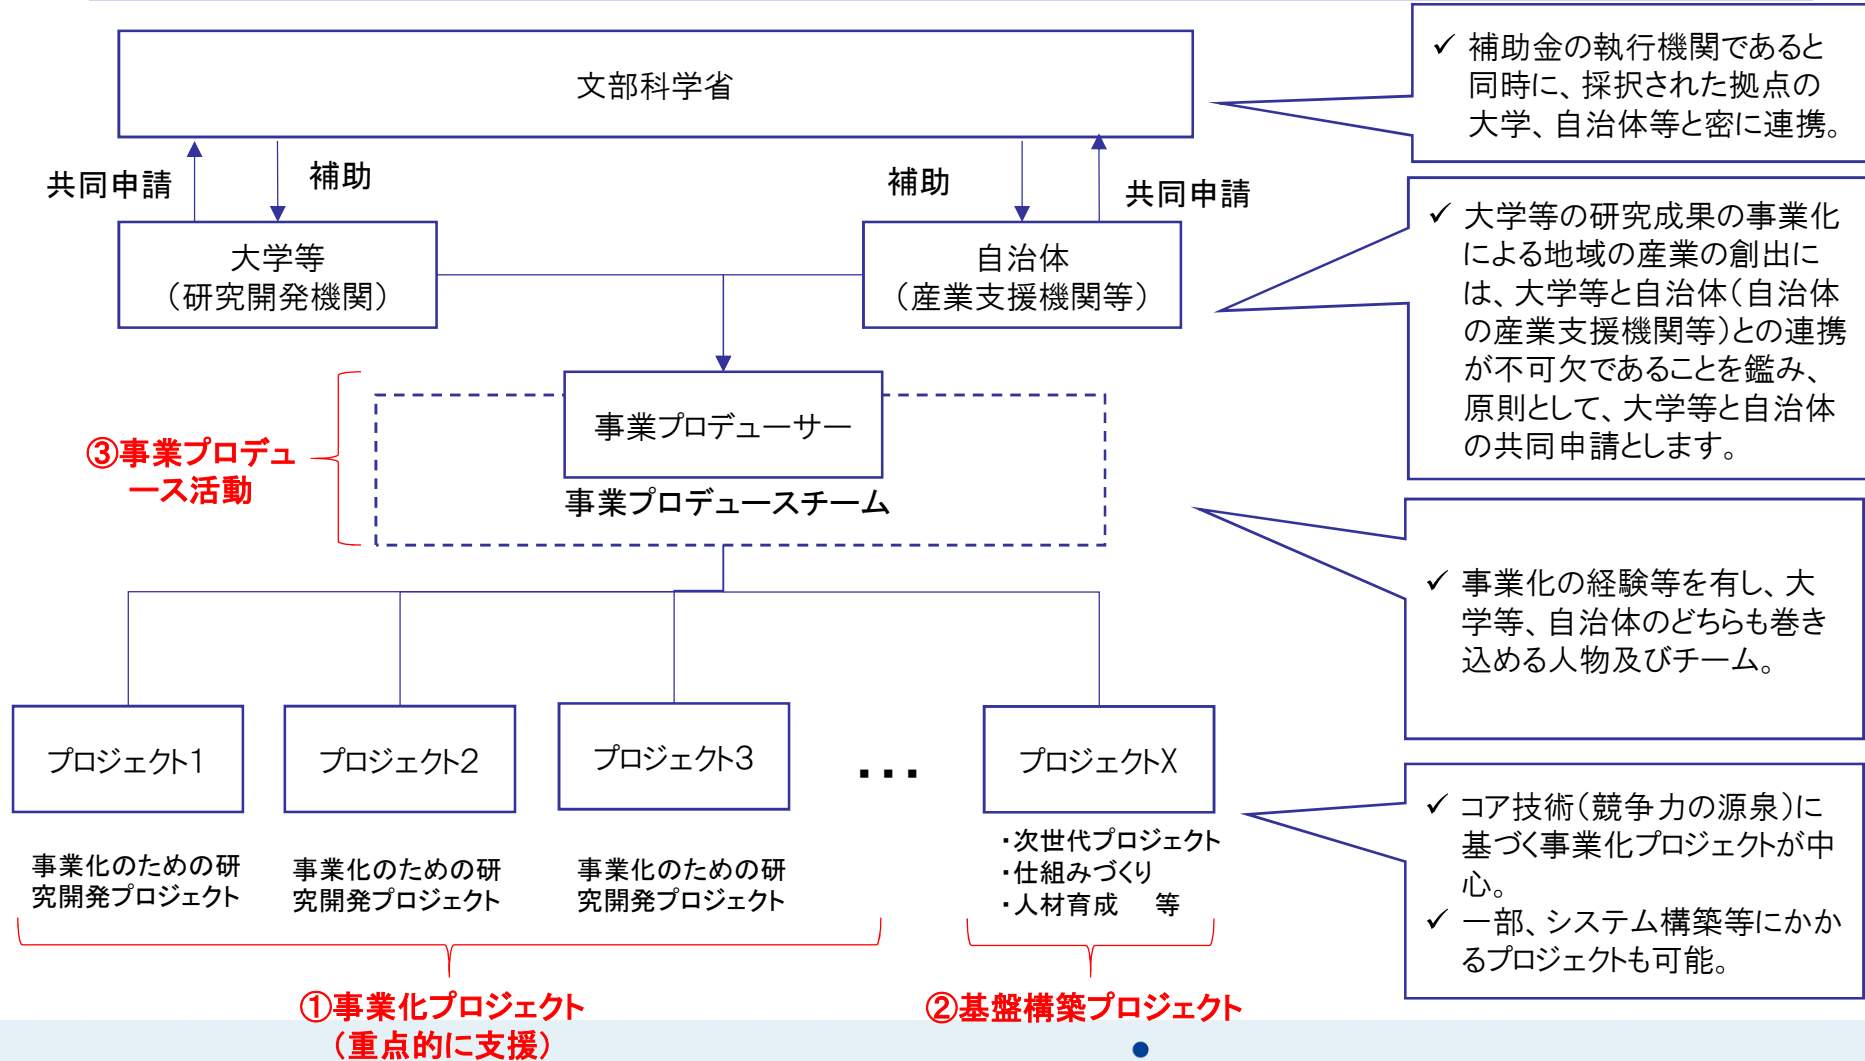 文部科学省
共同申請
補助
補助
共同申請
大学等
（研究開発機関）
自治体
（産業支援機関等）
事業プロデューサー
事業プロデュースチーム
③事業プロデュ
ース活動
プロジェクト1
プロジェクト2
プロジェクト3
・・・
プロジェクトX
事業化のための研
究開発プロジェクト
事業化のための研
究開発プロジェクト
事業化のための研
究開発プロジェクト
・次世代プロジェクト
・仕組みづくり
・人材育成　等
①事業化プロジェクト
（重点的に支援）
②基盤構築プロジェクト
✓ 補助金の執行機関であると
同時に、採択された拠点の
大学、自治体等と密に連携。
✓ 大学等の研究成果の事業化
による地域の産業の創出に
は、大学等と自治体（自治体
の産業支援機関等）との連携
が不可欠であることを鑑み、
原則として、大学等と自治体
の共同申請とします。
✓ 事業化の経験等を有し、大
学等、自治体のどちらも巻き
込める人物及びチーム。
✓ コア技術（競争力の源泉）に
基づく事業化プロジェクトが中
心。
✓ 一部、システム構築等にかか
るプロジェクトも可能。